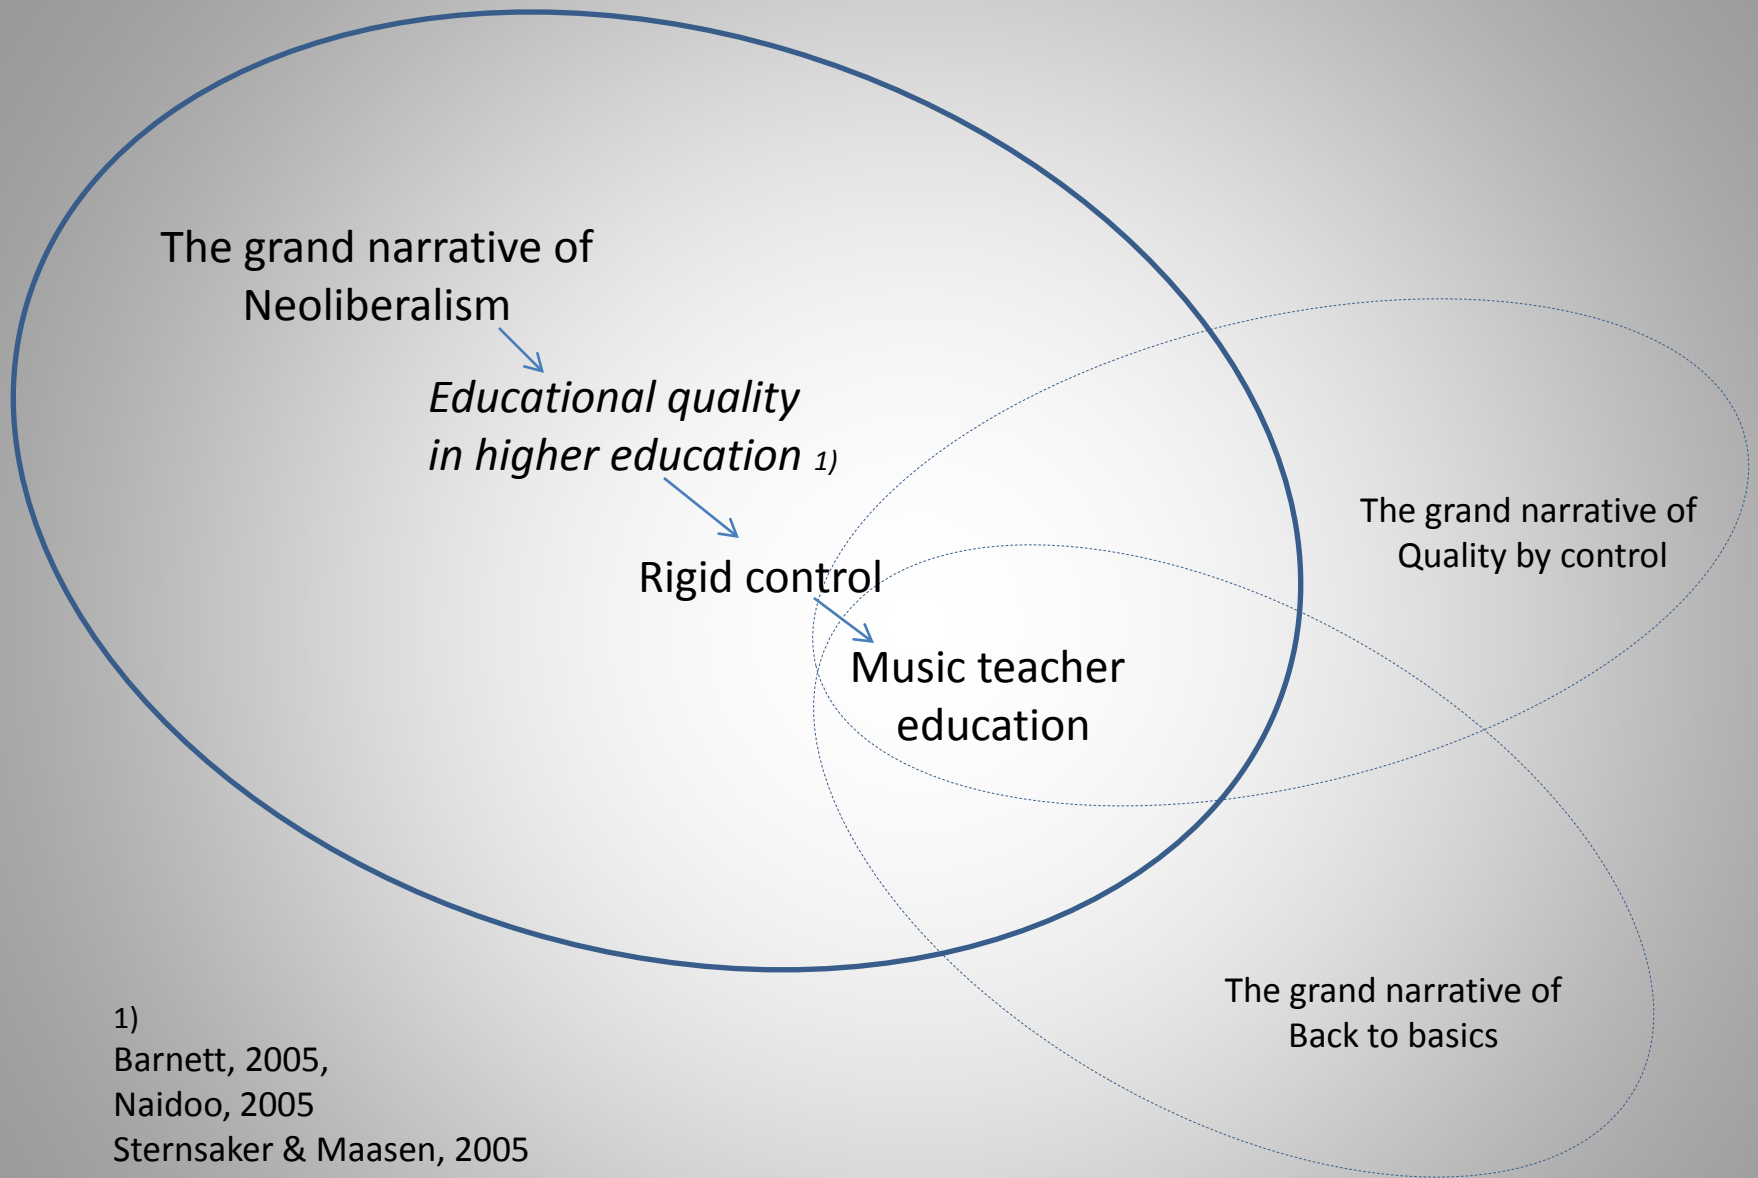 The grand narrative of
Neoliberalism
Educational quality
in higher education 1)
Rigid control
Music teacher
education
The grand narrative of
Quality by control
The grand narrative of
Back to basics
1)
Barnett, 2005,
Naidoo, 2005
Sternsaker & Maasen, 2005